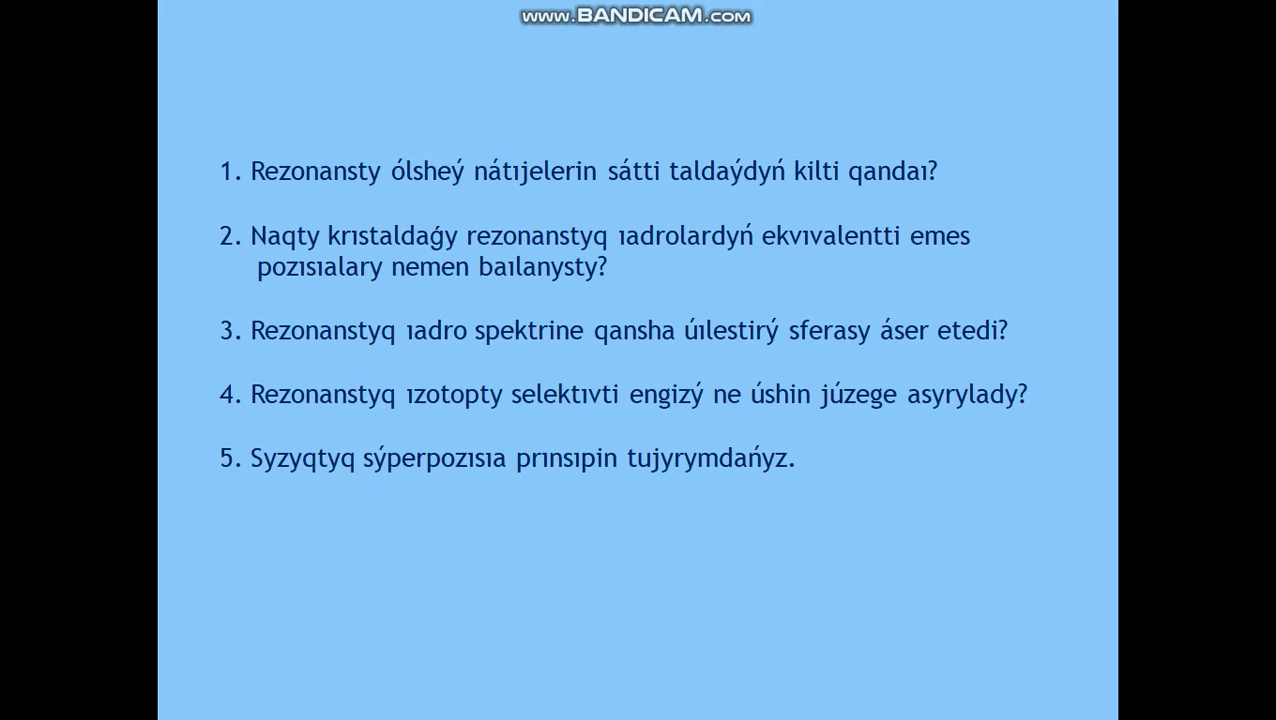 www.BANDICAM.com
1. Rezonansty ólsheý nátıjelerin sátti taldaýdyń kilti qandaı?
2. Naqty krıstaldaǵy rezonanstyq ıadrolardyń ekvıvalentti emes
pozısıalary nemen baılanysty?
3. Rezonanstyq ıadro spektrine qansha úılestirý sferasy áser etedi?
4. Rezonanstyq ızotopty selektıvti engizý ne úshin júzege asyrylady?
5. Syzyqtyq sýperpozısıa prınsıpin tujyrymdańyz.